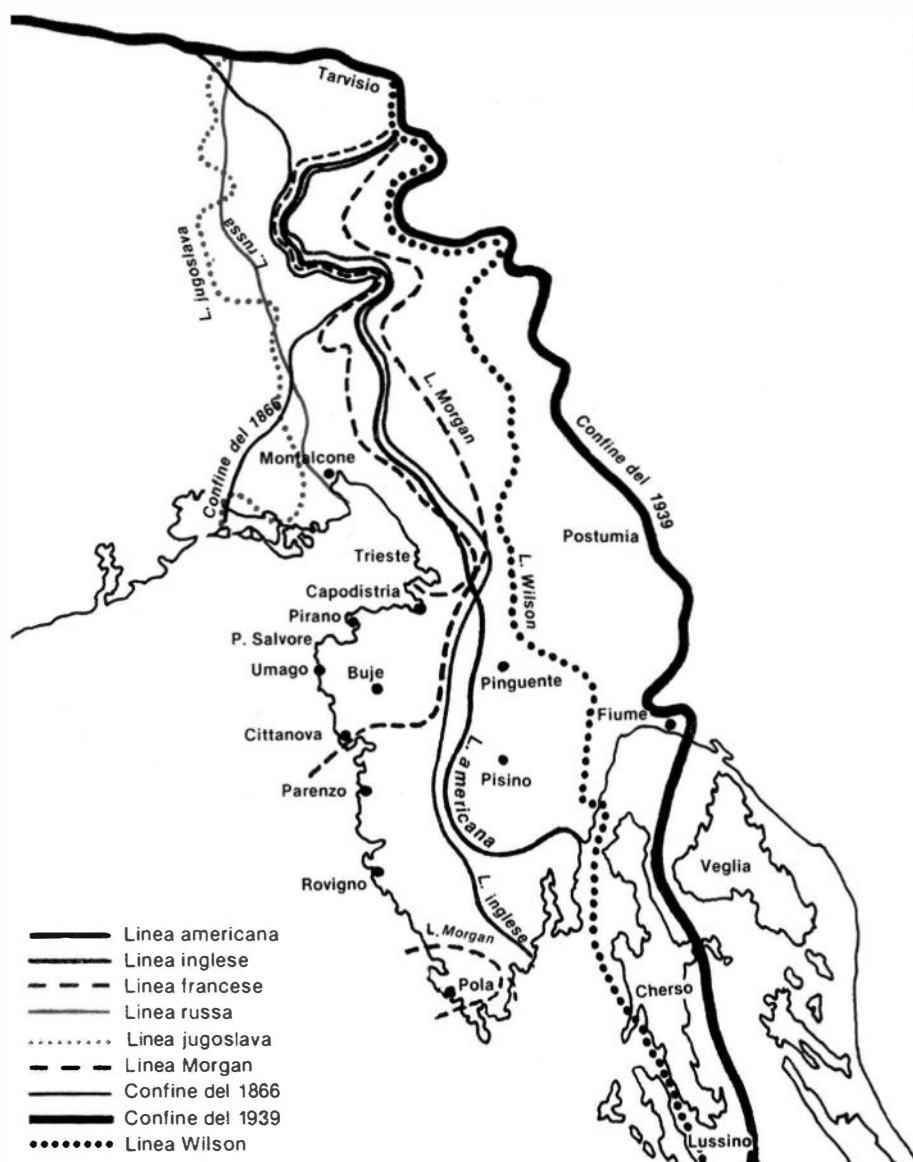 Tarvisio
L. jugoslava
L. russa
L. Morgan
Confine del 1866
Confine del 1939
Monfalcone
Postumia
Trieste
L. Wilson
Capodistria
Pirano
P. Salvore
Umago
Buje
Pinguente
Fiume
Cittanova
L. americana
Pisino
Parenzo
Veglia
Rovigno
L. inglese
L. Morgan
Pola
Cherso
Lussino
Linea americana
Linea inglese
Linea francese
Linea russa
Linea jugoslava
Linea Morgan
Confine del 1866
Confine del 1939
Linea Wilson